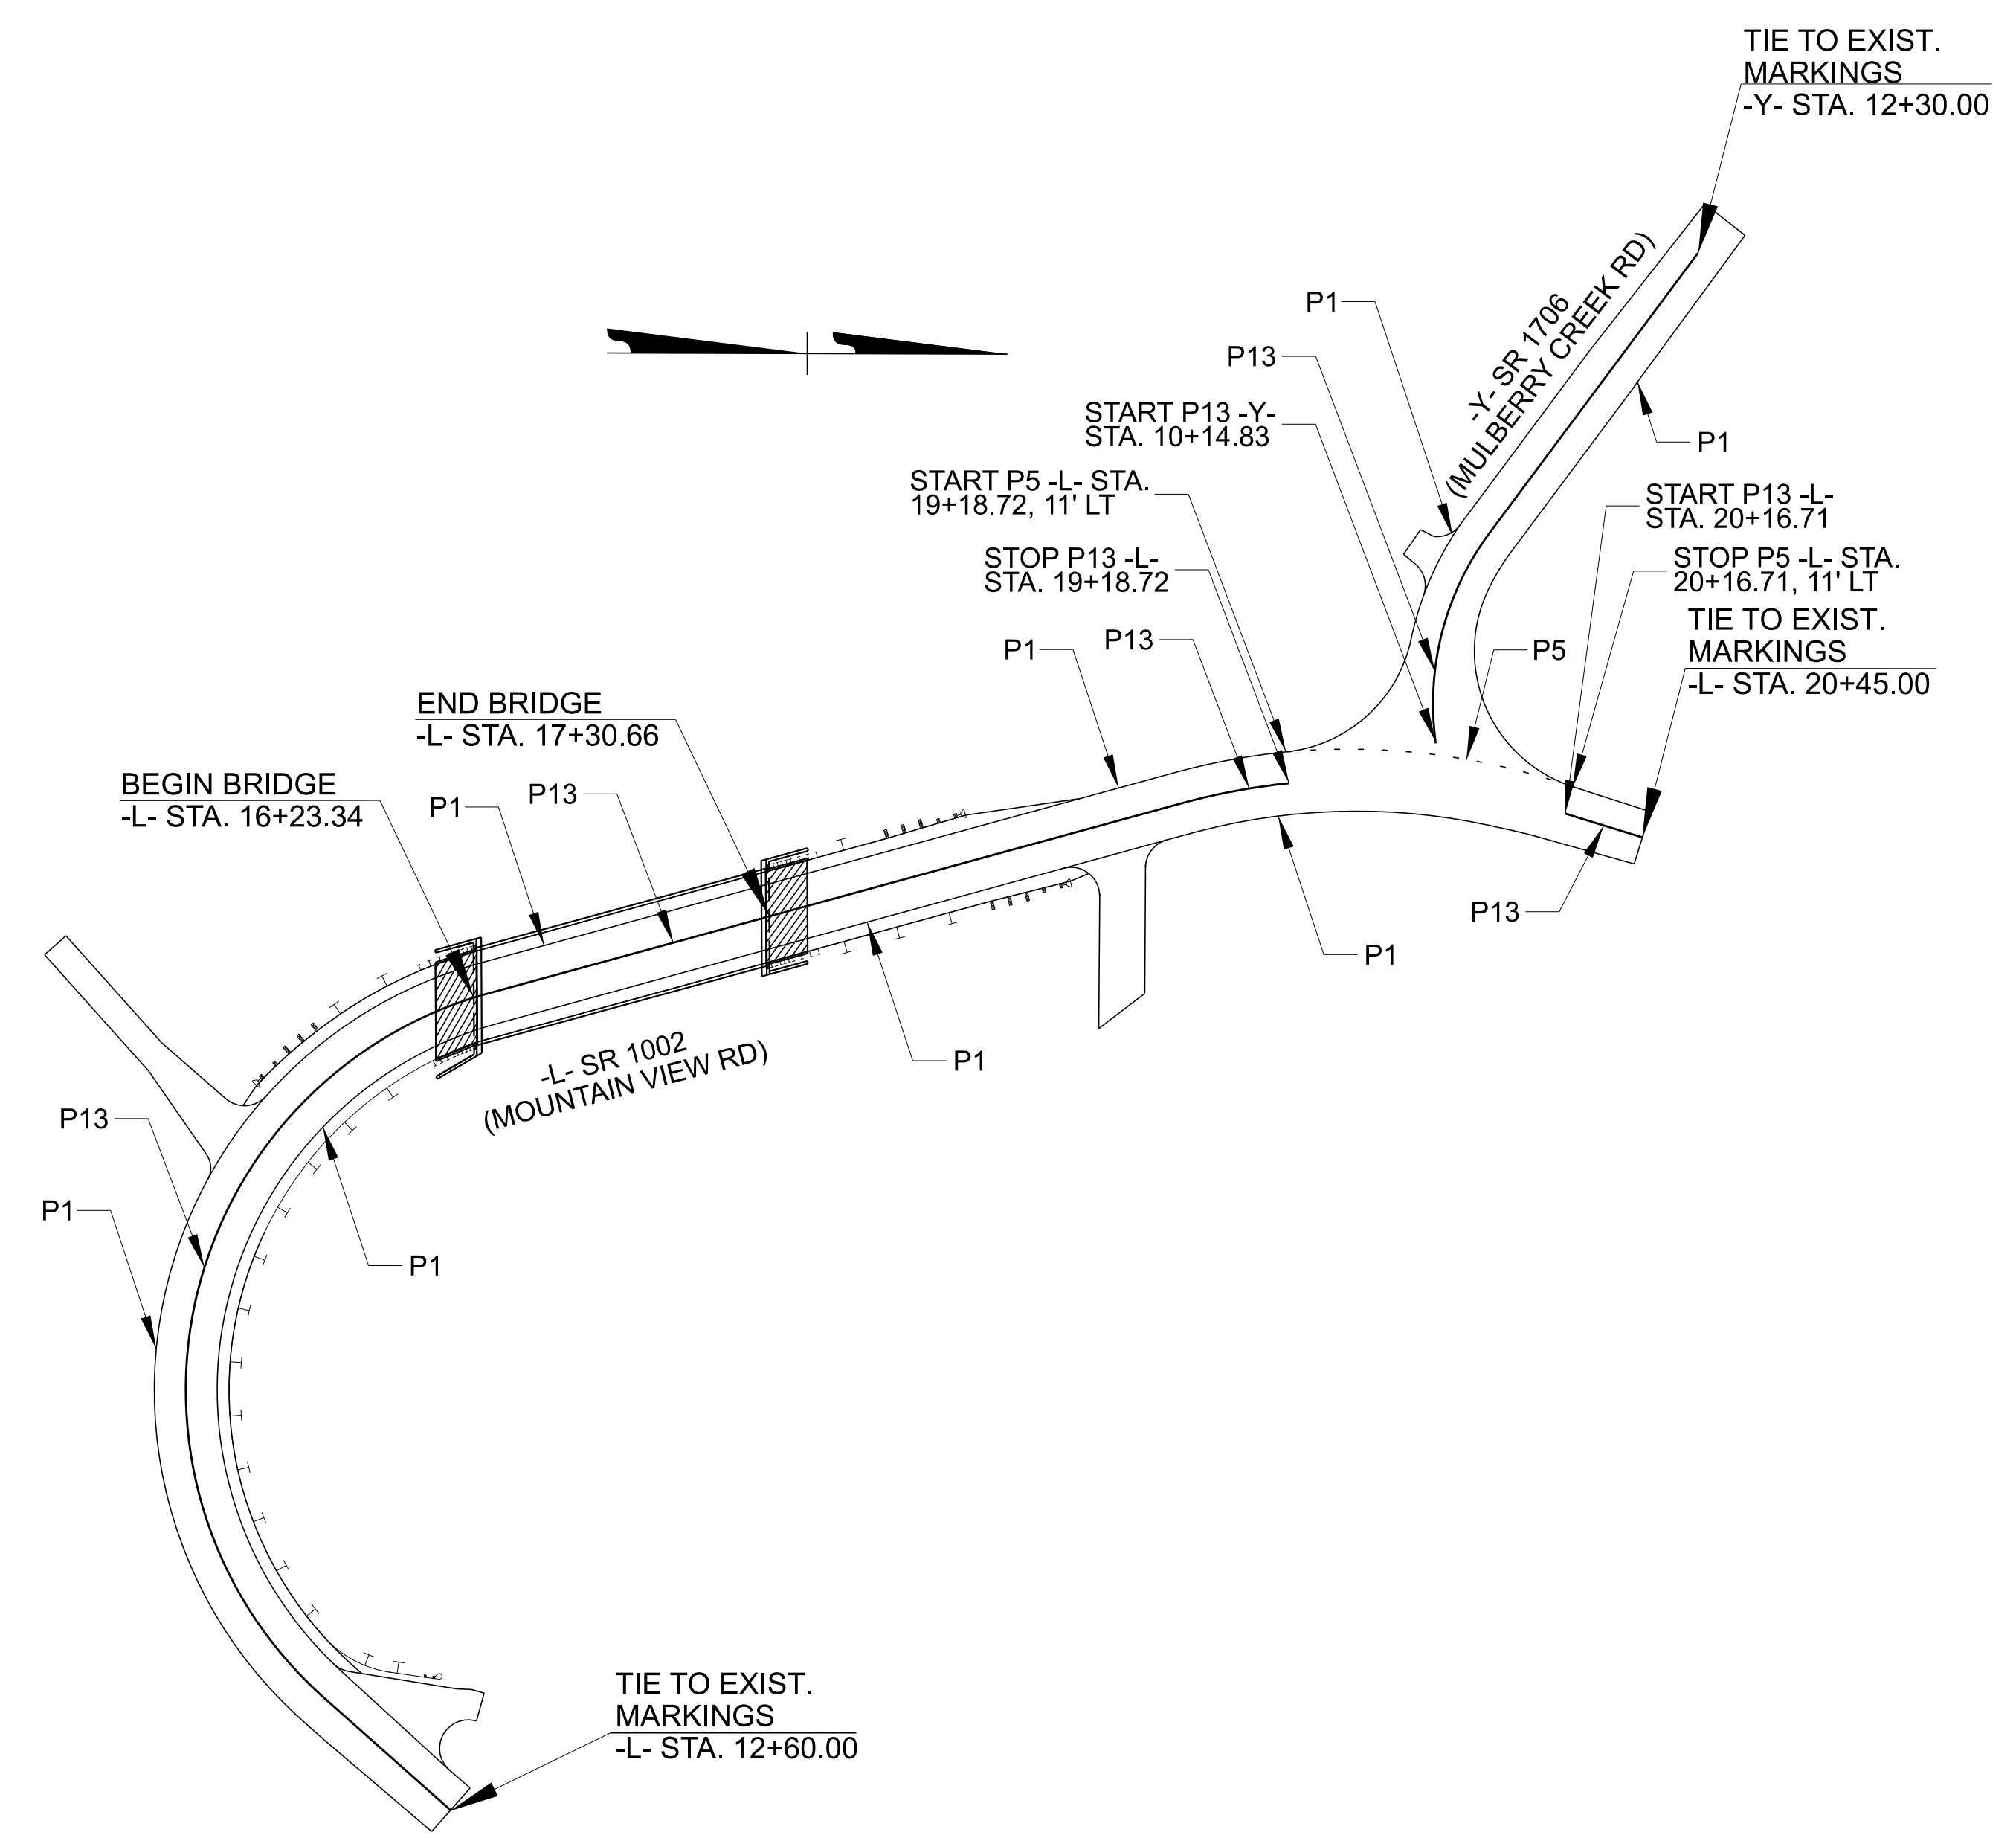 TIE TO EXIST.
MARKINGS
-Y- STA. 12+30.00
-Y- SR 1706
(MULBERRY CREEK RD)
P1
P13
START P13 -Y-
STA. 10+14.83
P1
START P5 -L- STA.
19+18.72, 11' LT
START P13 -L-
STA. 20+16.71
STOP P13 -L-
STA. 19+18.72
STOP P5 -L- STA.
20+16.71, 11' LT
TIE TO EXIST.
MARKINGS
-L- STA. 20+45.00
P1
P13
P5
END BRIDGE
-L- STA. 17+30.66
BEGIN BRIDGE
-L- STA. 16+23.34
P1
P13
P13
P1
P1
-L- SR 1002
(MOUNTAIN VIEW RD)
P13
P1
P1
TIE TO EXIST.
MARKINGS
-L- STA. 12+60.00